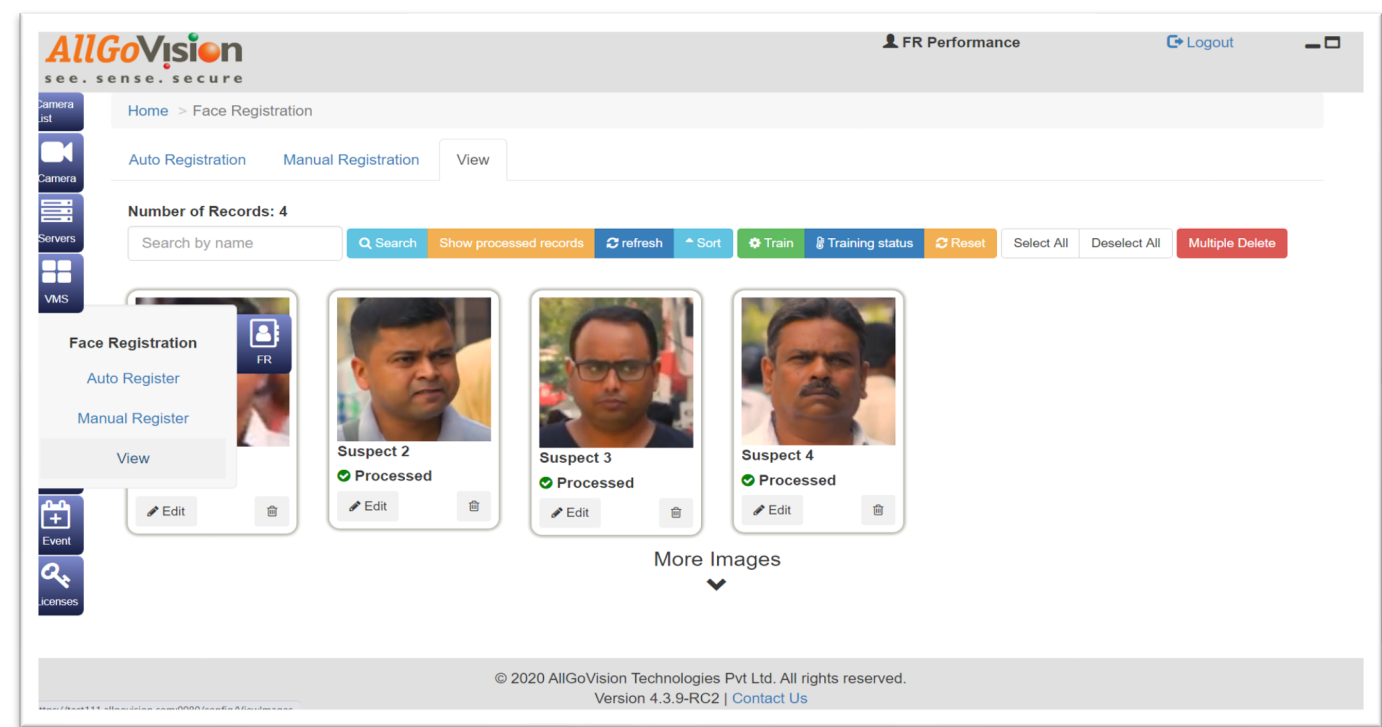 AllGoVision
see. sense. secure
FR Performance
Logout
Camera
List
Home > Face Registration
Camera
Auto Registration Manual Registration View
Servers
Number of Records: 4
Search by name Search Show processed records refresh Sort Train Training status Reset Select All Deselect All Multiple Delete
VMS
Face Registration
FR
Auto Register
Manual Register
View
Suspect 2
Processed
Edit
Suspect 3
Processed
Edit
Suspect 4
Processed
Edit
Edit
Event
Licenses
More Images
© 2020 AllGoVision Technologies Pvt Ltd. All rights reserved.
Version 4.3.9-RC2 | Contact Us